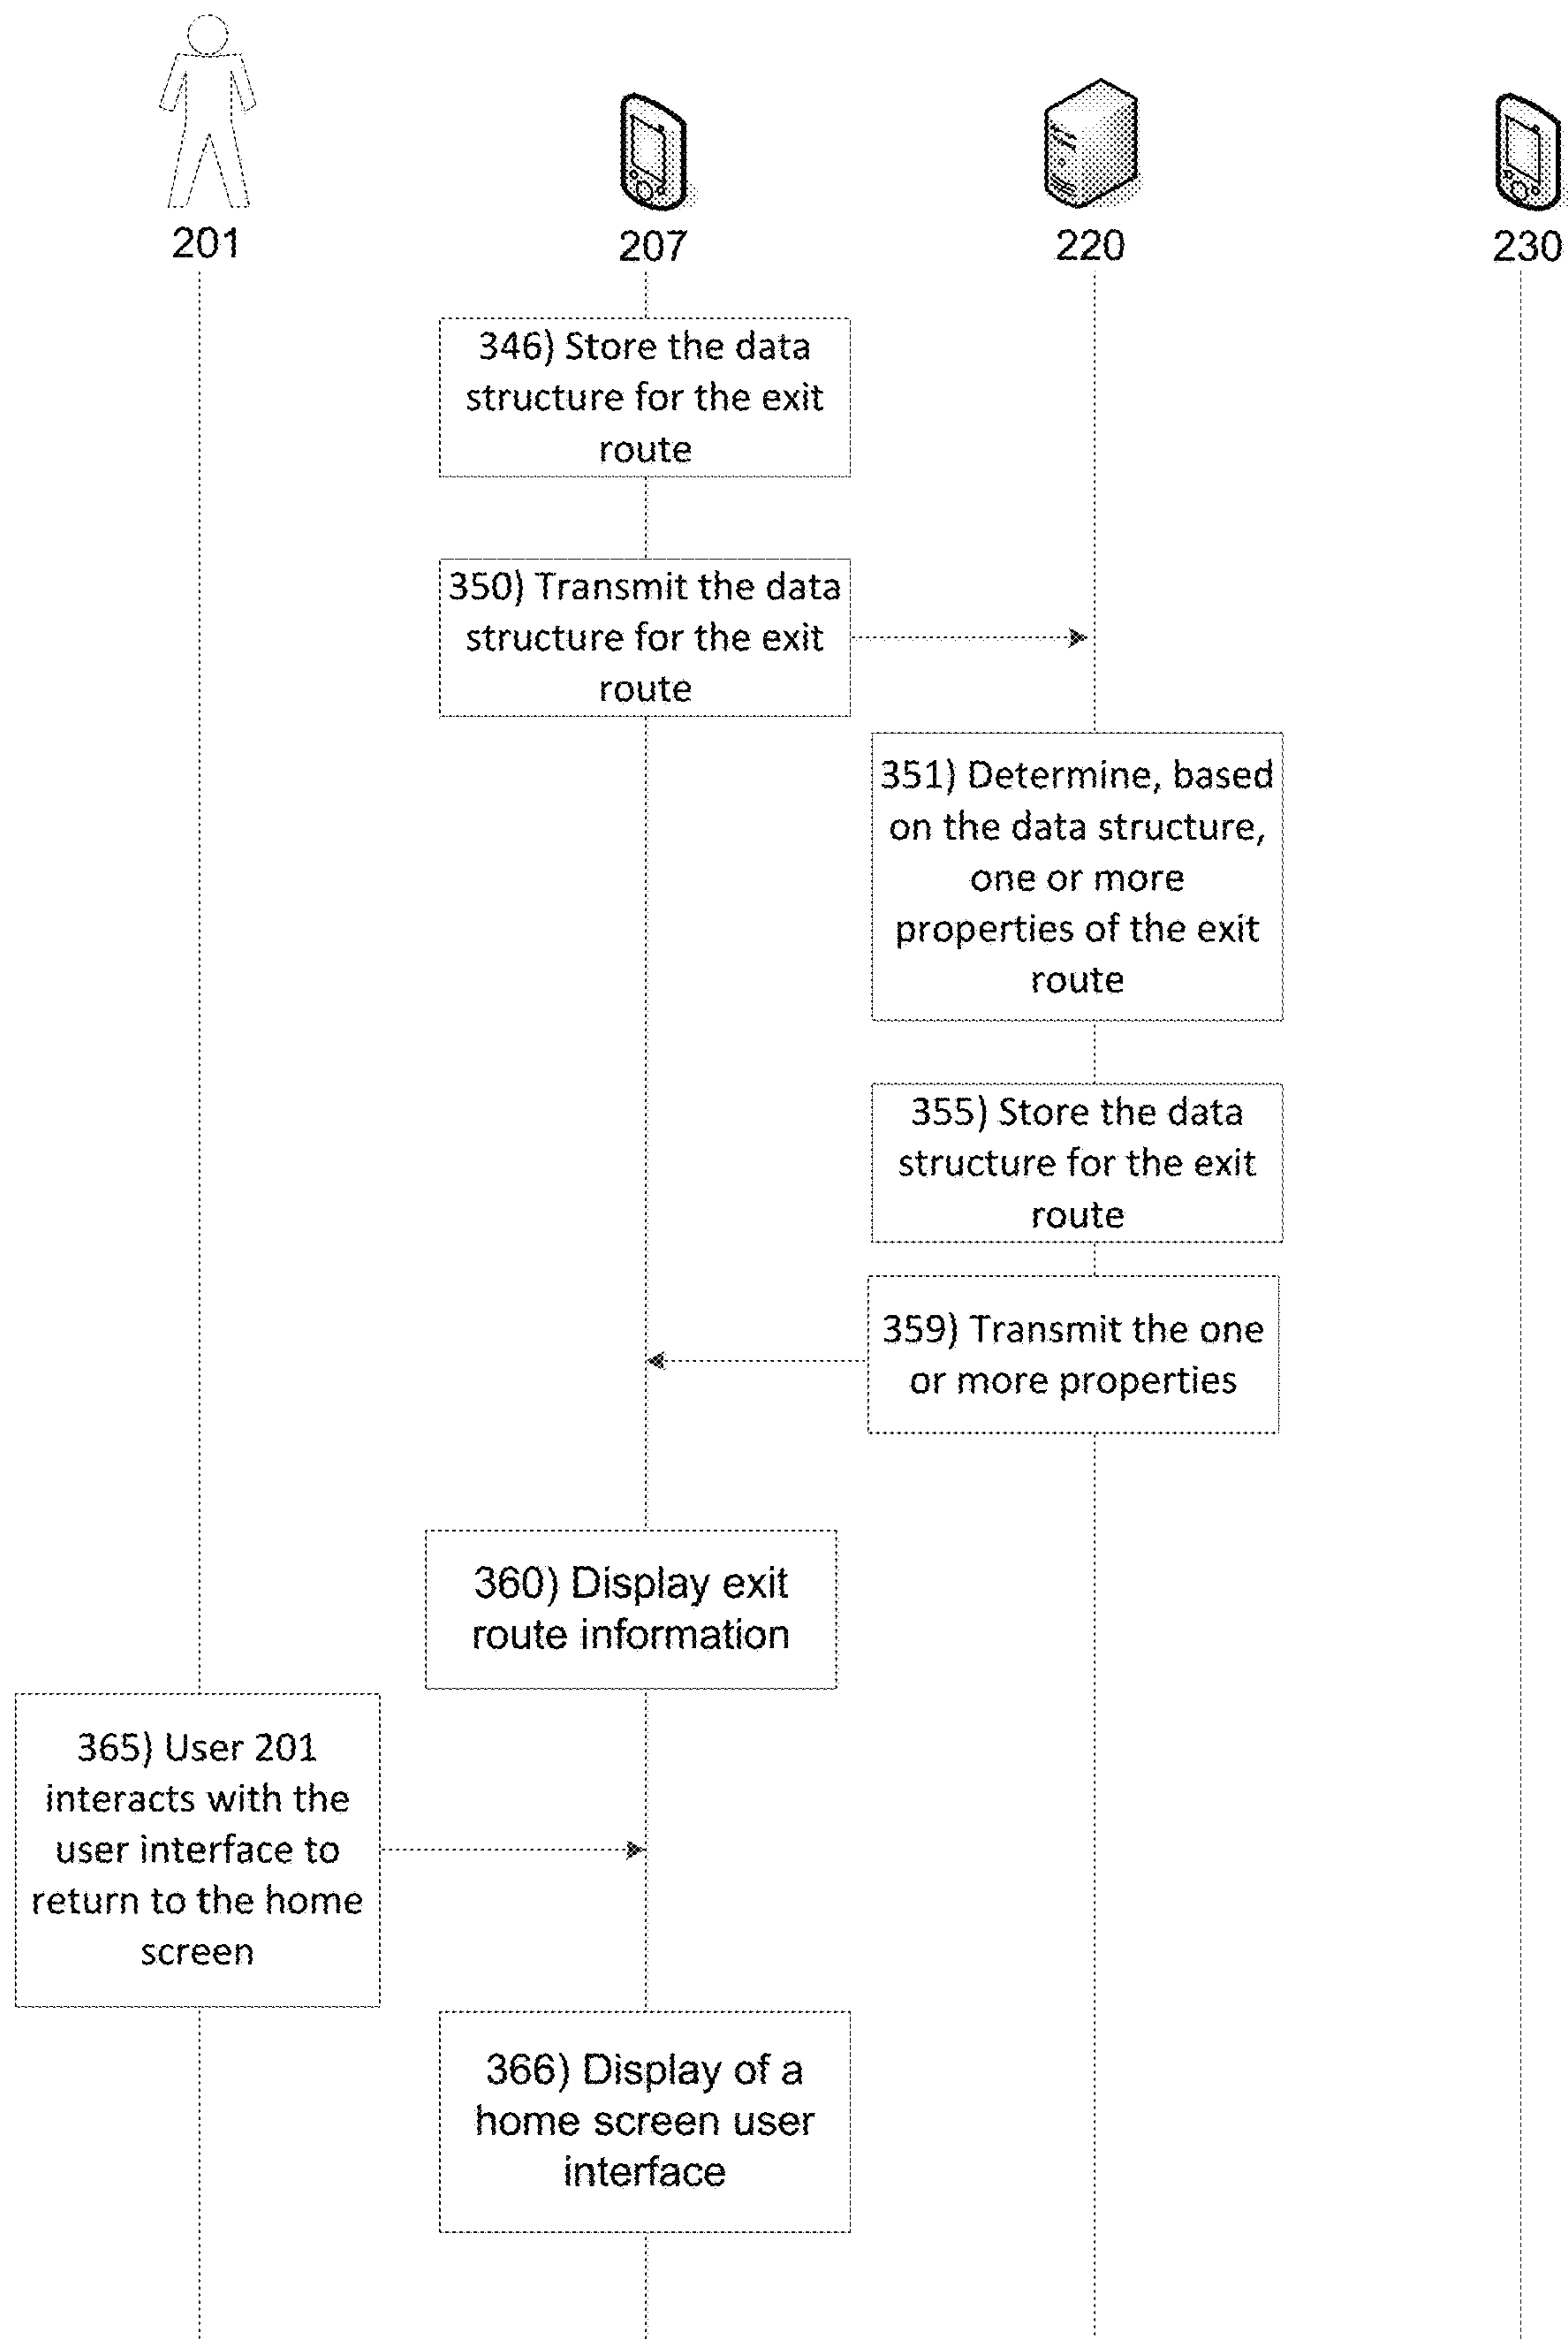 201
207
220
230
346) Store the data
structure for the exit
route
350) Transmit the data
structure for the exit
route
351) Determine, based
on the data structure,
one or more
properties of the exit
route
355) Store the data
structure for the exit
route
359) Transmit the one
or more properties
360) Display exit
route information
365) User 201
interacts with the
user interface to
return to the home
screen
366) Display of a
home screen user
interface